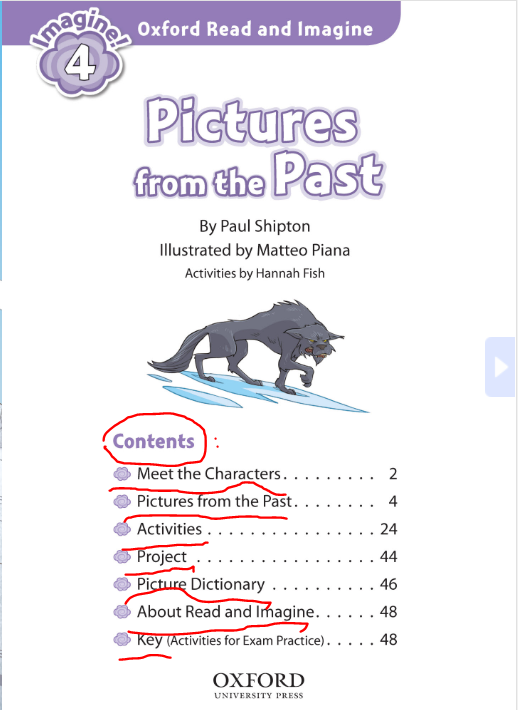 Imagine!
4
Oxford Read and Imagine
Pictures
from the Past
By Paul Shipton
Illustrated by Matteo Piana
Activities by Hannah Fish
Contents :
Meet the Characters . . . . . . . . . 2
Pictures from the Past . . . . . . . . 4
Activities . . . . . . . . . . . . . . . . . 24
Project . . . . . . . . . . . . . . . . . . 44
Picture Dictionary . . . . . . . . . . 46
About Read and Imagine . . . . . . 48
Key (Activities for Exam Practice) . . . . . 48
OXFORD
UNIVERSITY PRESS